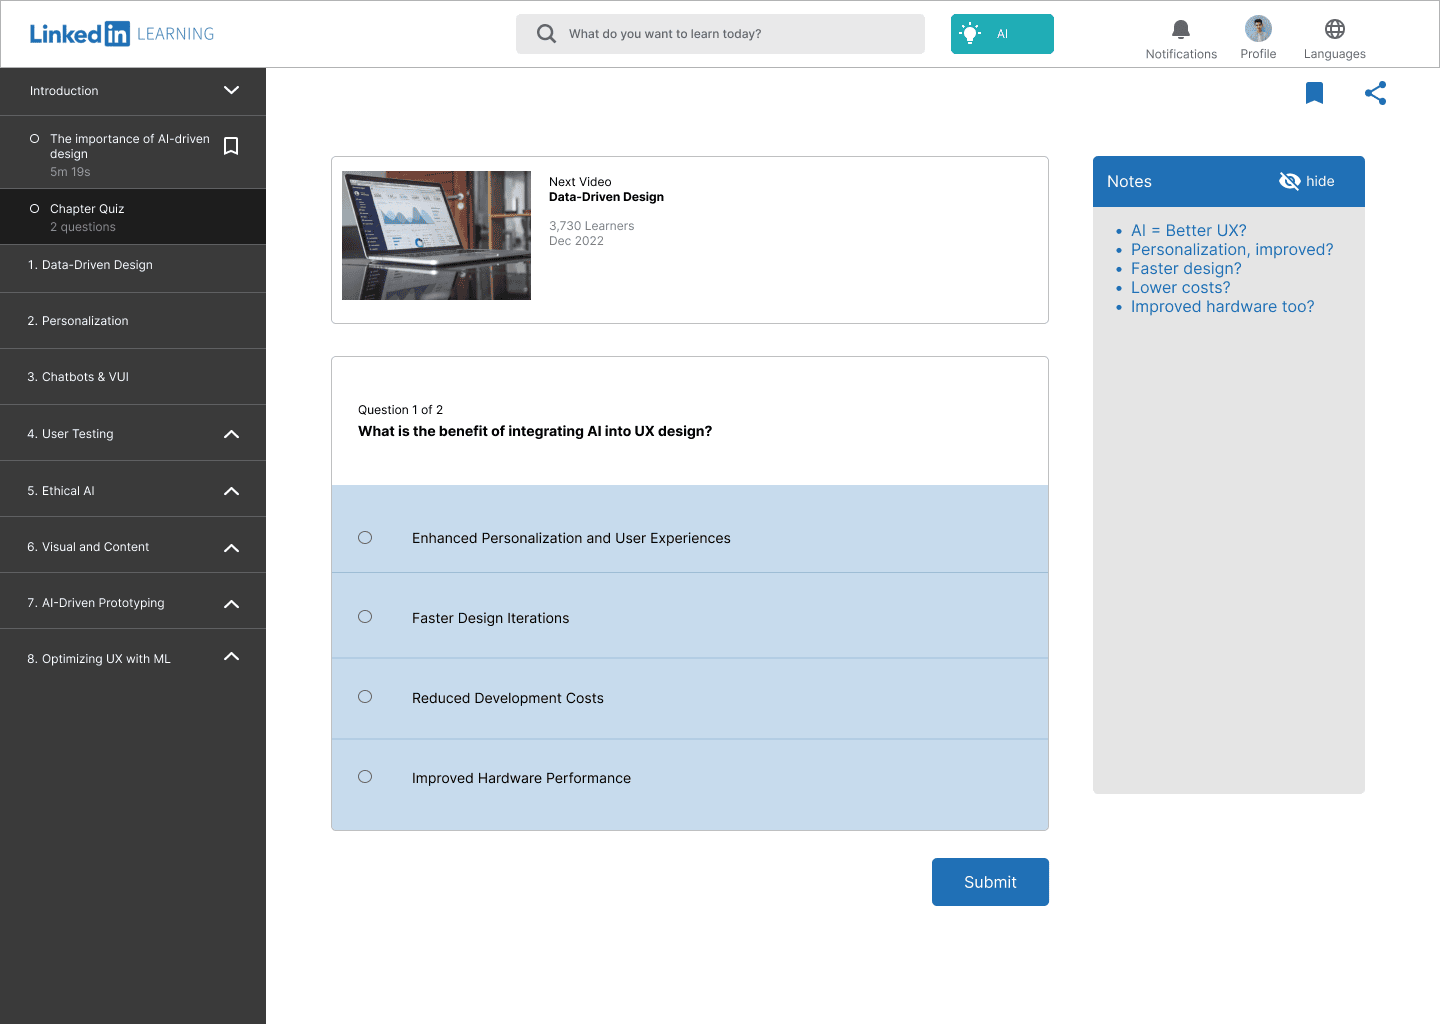 Linked in LEARNING
What do you want to learn today?
AI
Notifications
Profile
Languages
Introduction
The importance of AI-driven
design
5m 19s
Chapter Quiz
2 questions
1. Data-Driven Design
2. Personalization
3. Chatbots & VUI
4. User Testing
5. Ethical AI
6. Visual and Content
7. AI-Driven Prototyping
8. Optimizing UX with ML
Next Video
Data-Driven Design
3,730 Learners
Dec 2022
Question 1 of 2
What is the benefit of integrating AI into UX design?
Enhanced Personalization and User Experiences
Faster Design Iterations
Reduced Development Costs
Improved Hardware Performance
Submit
Notes
hide
• AI = Better UX?
• Personalization, improved?
• Faster design?
• Lower costs?
• Improved hardware too?